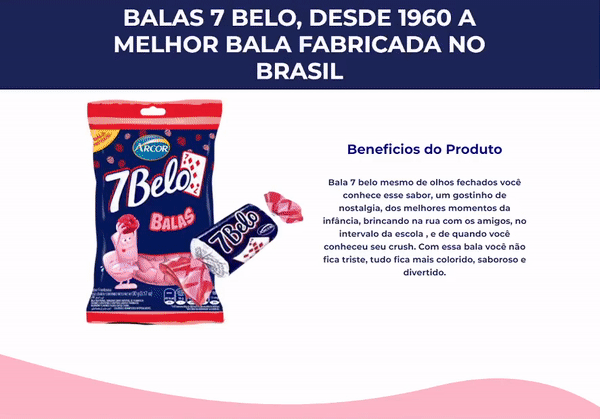 BALAS 7 BELO, DESDE 1960 A
MELHOR BALA FABRICADA NO
BRASIL
ARCOR
7Belo
BALAS
7Belo
Beneficios do Produto
Bala 7 belo mesmo de olhos fechados você
conhece esse sabor, um gostinho de
nostalgia, dos melhores momentos da
infância, brincando na rua com os amigos, no
intervalo da escola , e de quando você
conheceu seu crush. Com essa bala você não
fica triste, tudo fica mais colorido, saboroso e
divertido.